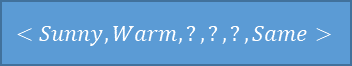 < Sunny, Warm, ?, ?, ?, Same >